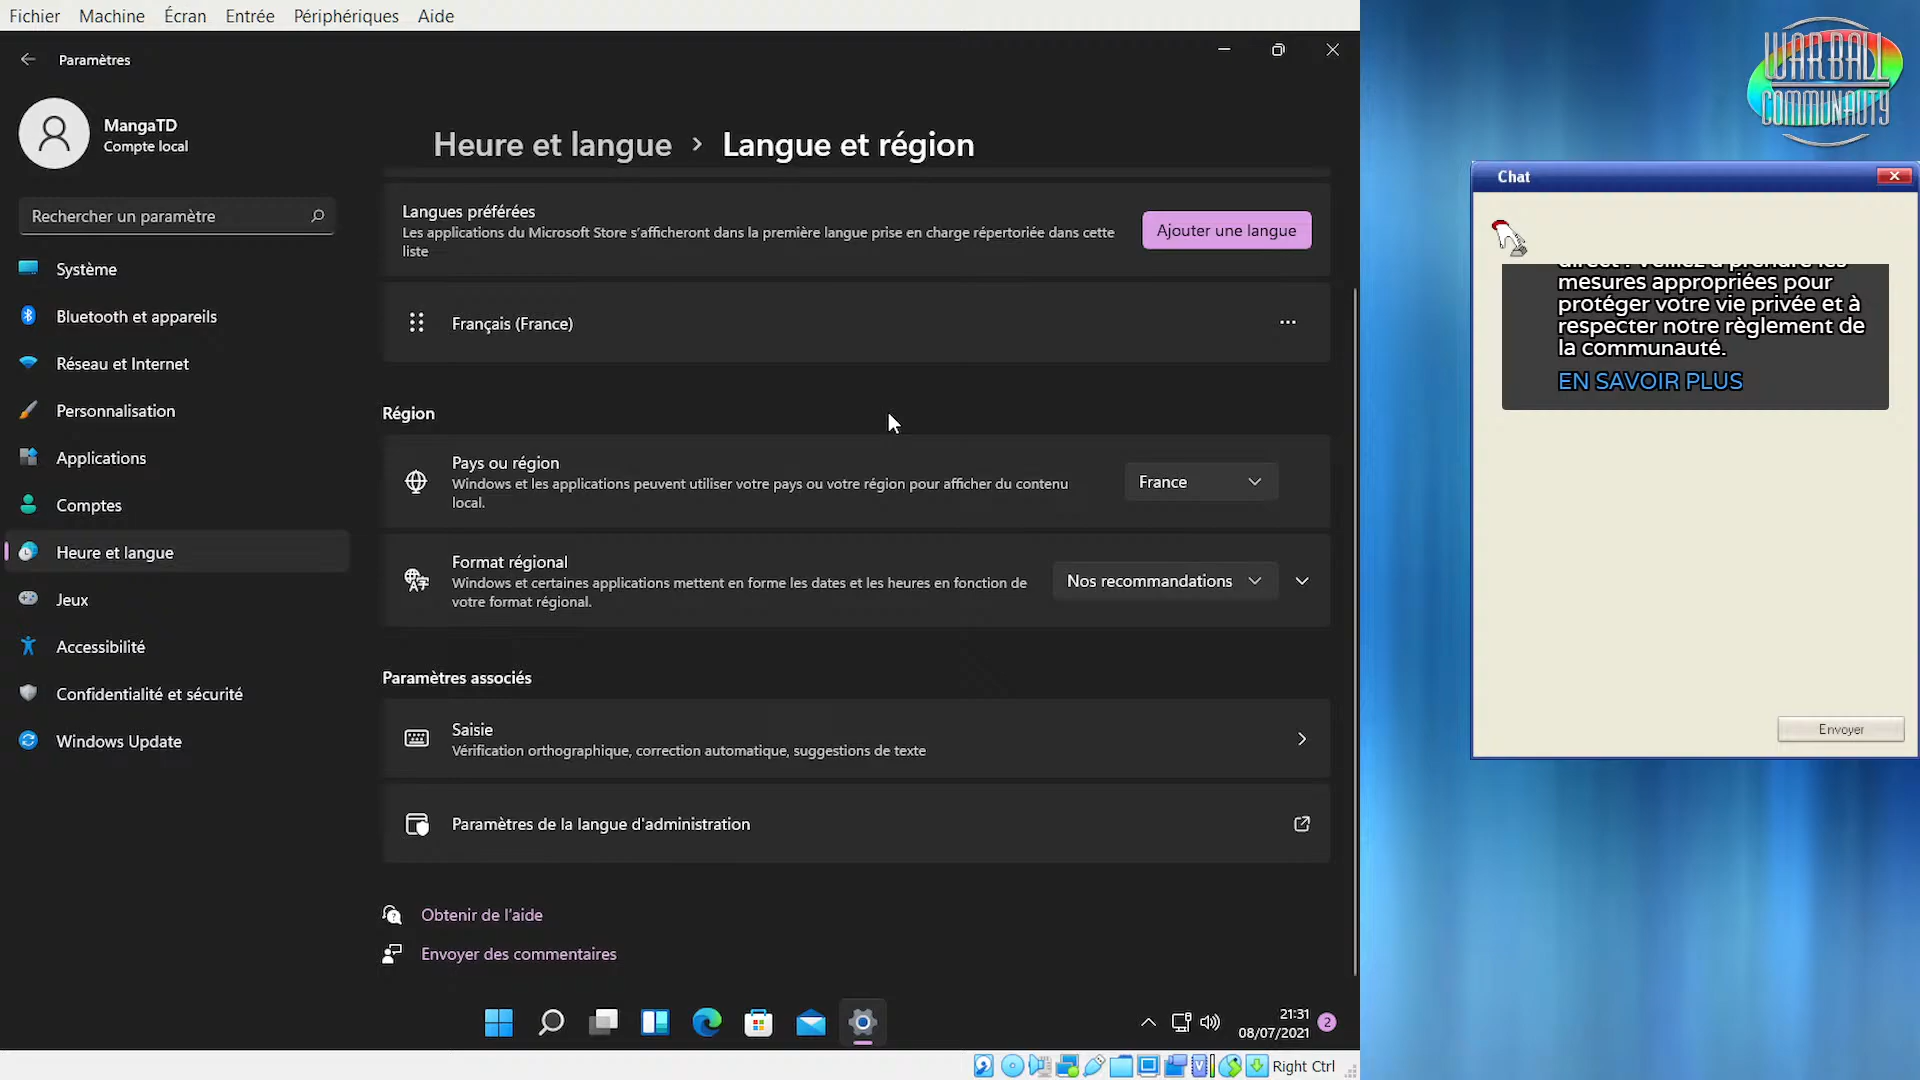 Fichier Machine Écran Entrée Périphériques Aide
Paramètres
MangaTD
Compte local
Rechercher un paramètre
Système
Bluetooth et appareils
Réseau et Internet
Personnalisation
Applications
Comptes
Heure et langue
Jeux
Accessibilité
Confidentialité et sécurité
Windows Update
Heure et langue › Langue et région
Langues préférées
Les applications du Microsoft Store s'afficheront dans la première langue prise en charge répertoriée dans cette
liste
Ajouter une langue
Français (France)
Région
Pays ou région
Windows et les applications peuvent utiliser votre pays ou votre région pour afficher du contenu
local.
France
Format régional
Windows et certaines applications mettent en forme les dates et les heures en fonction de
votre format régional.
Nos recommandations
Paramètres associés
Saisie
Vérification orthographique, correction automatique, suggestions de texte
Paramètres de la langue d'administration
Obtenir de l'aide
Envoyer des commentaires
21:31
08/07/2021
2
Right Ctrl
WAR BALL
COMMUNAUTY
Chat
direct ! Veillez à prendre les
mesures appropriées pour
protéger votre vie privée et à
respecter notre règlement de
la communauté.
EN SAVOIR PLUS
Envoyer